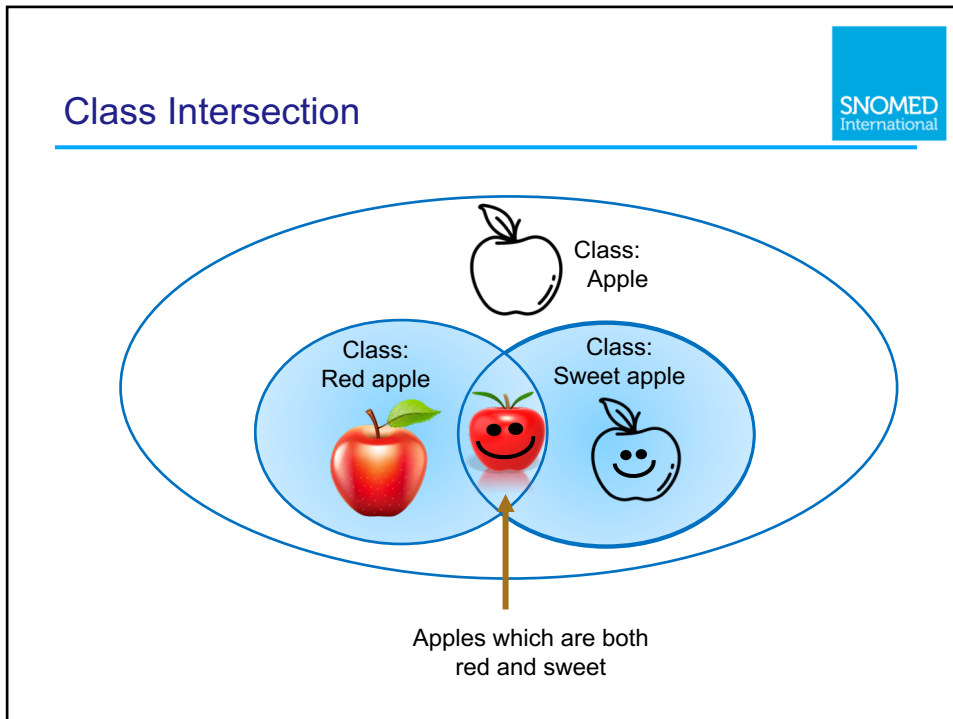 Class Intersection
SNOMED
International
Class:
Apple
Class:
Red apple
Class:
Sweet apple
Apples which are both
red and sweet